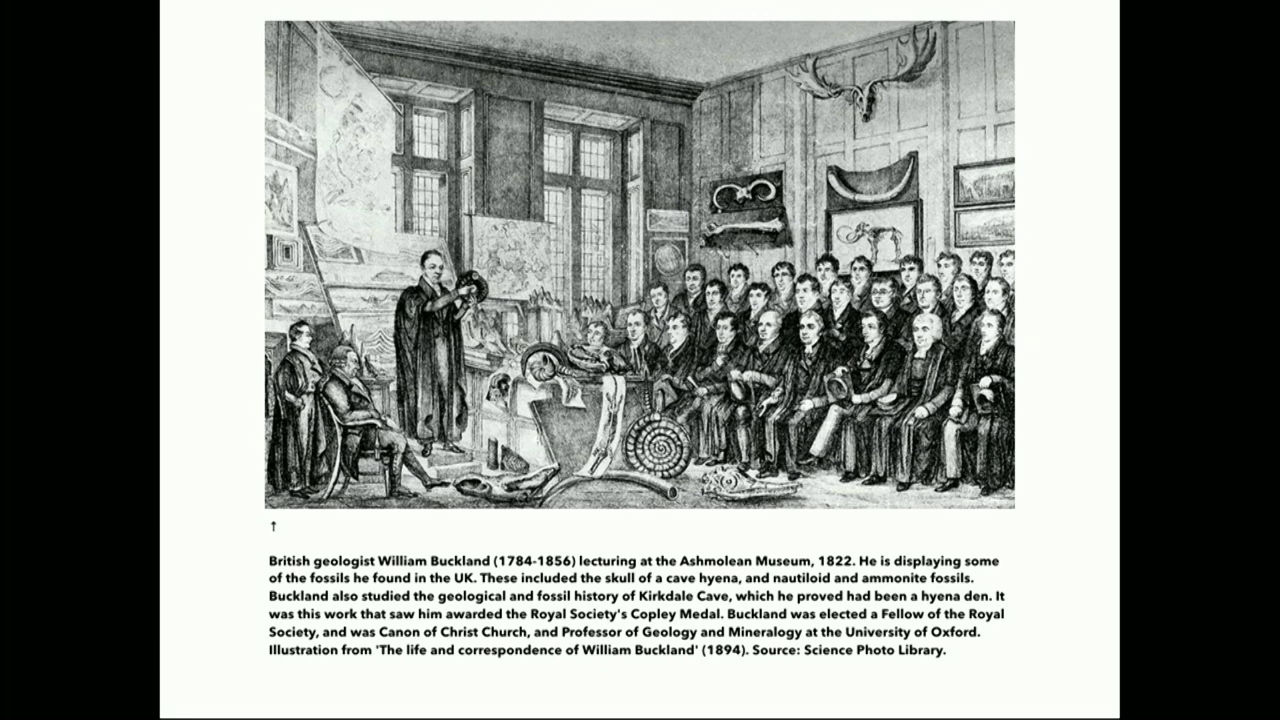 ↑
British geologist William Buckland (1784-1856) lecturing at the Ashmolean Museum, 1822. He is displaying some
of the fossils he found in the UK. These included the skull of a cave hyena, and nautiloid and ammonite fossils.
Buckland also studied the geological and fossil history of Kirkdale Cave, which he proved had been a hyena den. It
was this work that saw him awarded the Royal Society's Copley Medal. Buckland was elected a Fellow of the Royal
Society, and was Canon of Christ Church, and Professor of Geology and Mineralogy at the University of Oxford.
Illustration from 'The life and correspondence of William Buckland' (1894). Source: Science Photo Library.